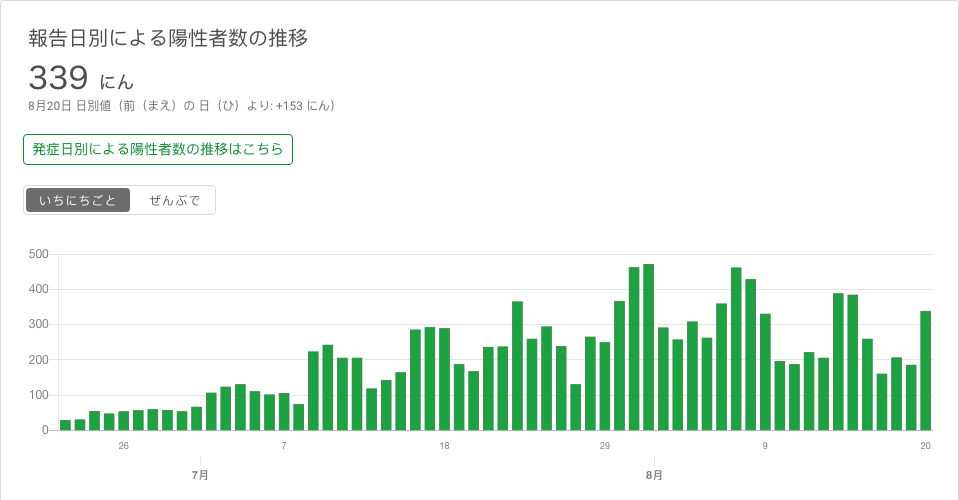 報告日別による陽性者数の推移
339 にん
8月20日 日別値（前（まえ）の 日（ひ）より: +153 にん）
発症日別による陽性者数の推移はこちら
いちにちごと ぜんぶで
500
400
300
200
100
0
26 7 18 29 9 20
7月 8月